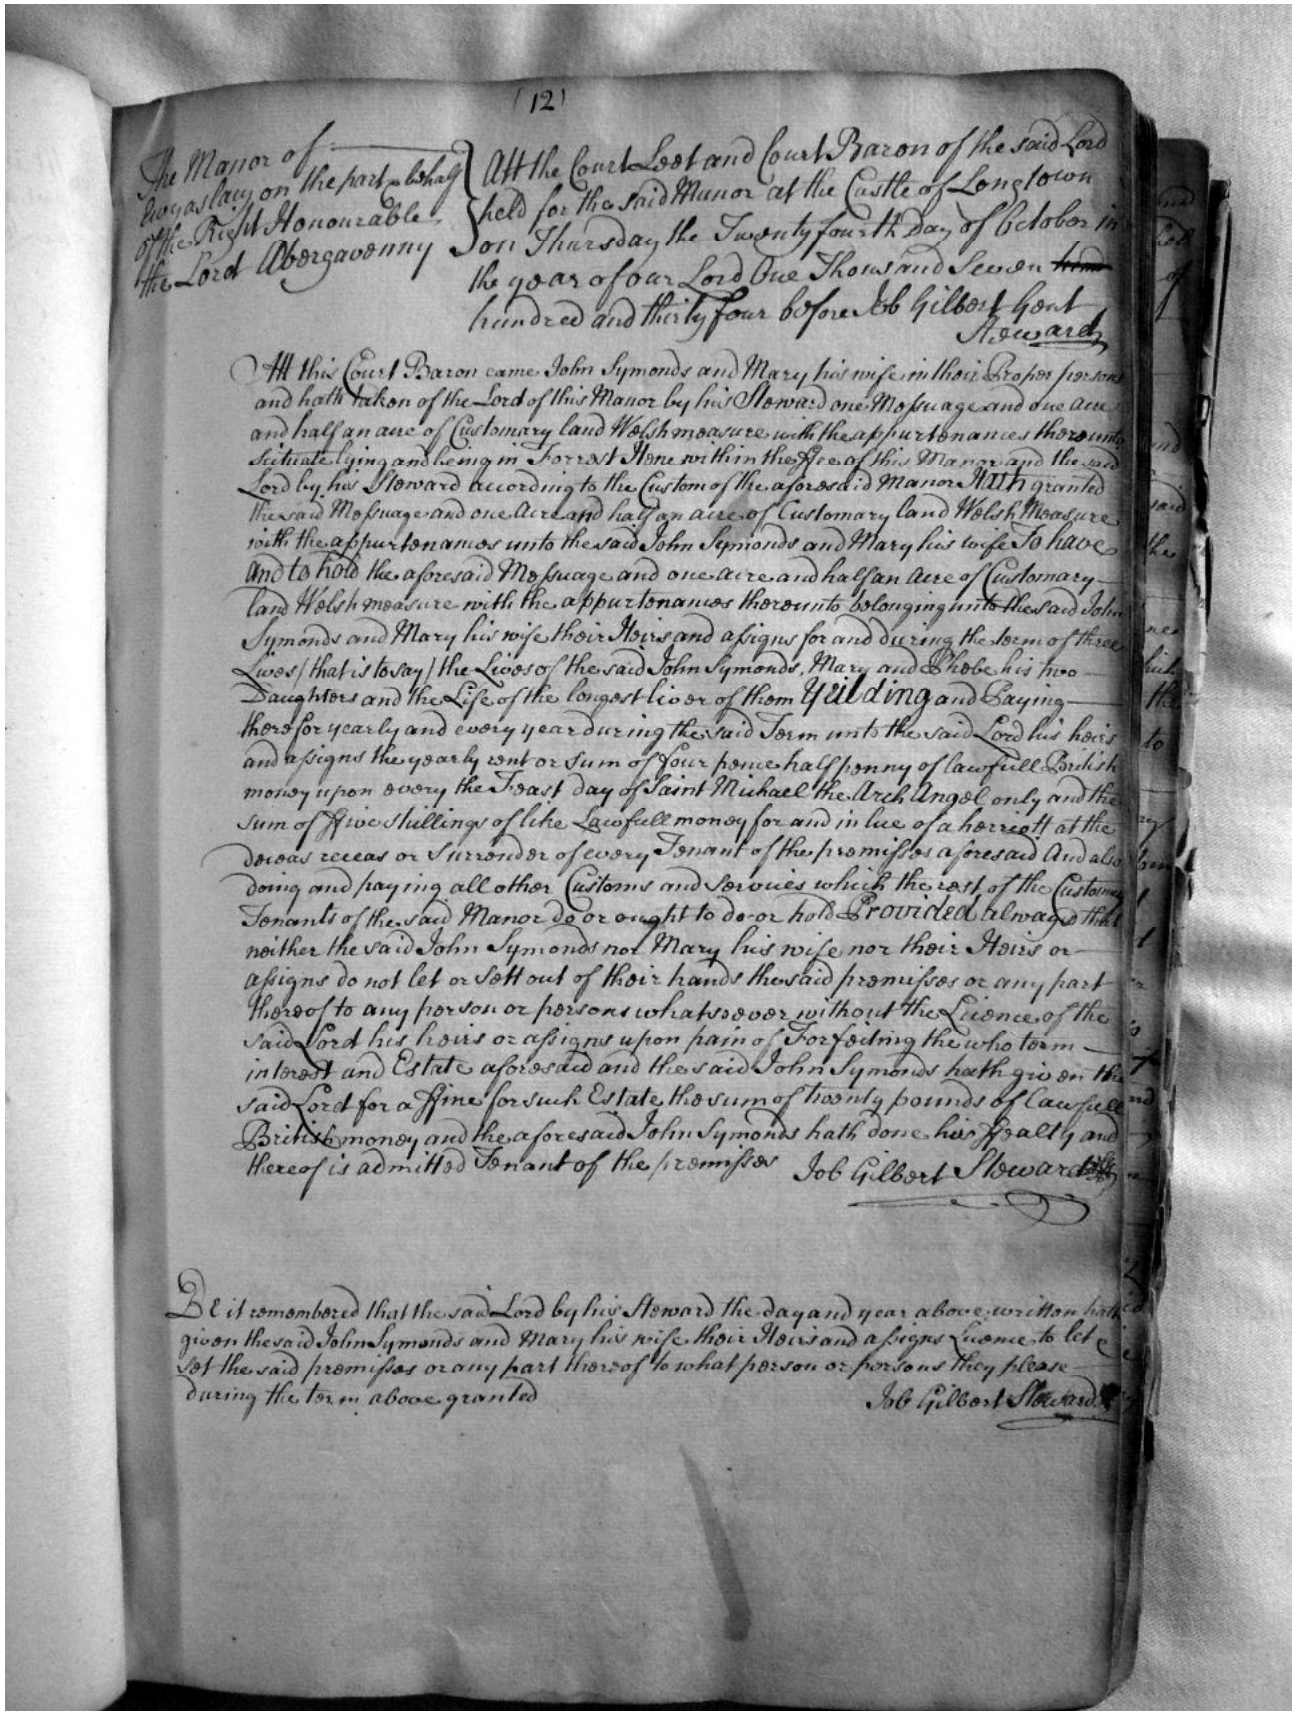 (12)
The Manor of
Ewyaslacy on the part & behalf
of the Right Honourable
the Lord Abergavenny
Att the Court Leet and Court Baron of the said Lord
held for the said Manor at the Castle of Longtown
on Thursday the Twenty fourth Day of October in
the year of our Lord One Thousand Seven
hundred and thirty four before Job Gilbert Gent
Steward
Att this Court Baron came John Symonds and Mary his wife in their Proper persons
and hath taken of the Lord of this Manor by his Steward one Messuage and one acre
and half an acre of Customary land Welsh measure with the appurtenances thereunto
scituate lying and being in Forrest Hene within the ffee of this Manor and the said
Lord by his Steward according to the Custom of the aforesaid Manor Hath granted
the said Messuage and one Acre and half an acre of Customary land Welsh Measure
with the appurtenances unto the said John Symonds and Mary his wife To have
and to hold the aforesaid Messuage and one acre and half an Acre of Customary
land Welsh measure with the appurtenances thereunto belonging unto the said John
Symonds and Mary his wife their Heirs and assigns for and during the term of three
Lives (that is to say) the Lives of the said John Symonds, Mary and Phebe his two
Daughters and the Life of the longest liver of them Yeilding and Paying
therefor yearly and every year during the said Term unto the said Lord his heirs
and assigns the yearly rent or sum of four pence half penny of lawfull British
money upon every the Feast day of Saint Michael the Arch Angel only and the
sum of ffive shillings of like Lawfull money for and in lue of a herriott at the
deceas receas or Surrender of every Tenant of the premisses aforesaid And also
doing and paying all other Customs and services which the rest of the Customary
Tenants of the said Manor do or ought to do or hold Provided always that
neither the said John Symonds nor Mary his wife nor their Heirs or
assigns do not let or sett out of their hands the said premisses or any part
thereof to any person or persons whatsoever without the Licence of the
said Lord his heirs or assigns upon pain of Forfeiting the who term
interest and Estate aforesaid and the said John Symonds hath given the
said Lord for a ffine for such Estate the sum of twenty pounds of lawfull
British money and the aforesaid John Symonds hath done his ffealty and
thereof is admitted Tenant of the premisses Job Gilbert Steward
BE it remembered that the said Lord by his Steward the day and year above written hath
given the said John Symonds and Mary his wife their Heirs and assigns Licence to let
set the said premisses or any part thereof to what person or persons they please
during the term above granted Job Gilbert Steward